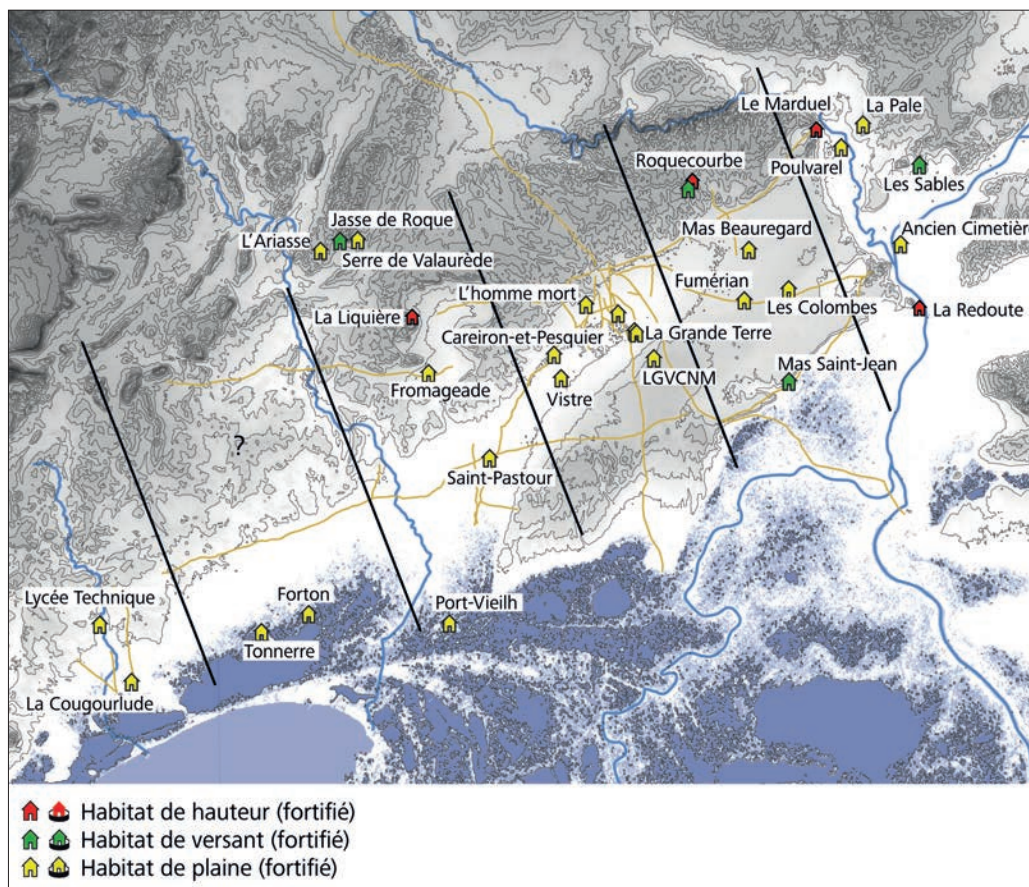 Le Marduel
La Pale
Roquecourbe
Poulvarel
Les Sables
Jasse de Roque
L'Ariasse
Serre de Valaurède
Mas Beauregard
Ancien Cimetière
L'homme mort
Fumérian
Les Colombes
La Liquière
La Redoute
Careiron-et-Pesquier
La Grande Terre
Fromageade
Vistre
LGVCNM
Mas Saint-Jean
?
Saint-Pastour
Lycée Technique
Forton
Port-Vieilh
Tonnerre
La Cougourlude
Habitat de hauteur (fortifié)
Habitat de versant (fortifié)
Habitat de plaine (fortifié)